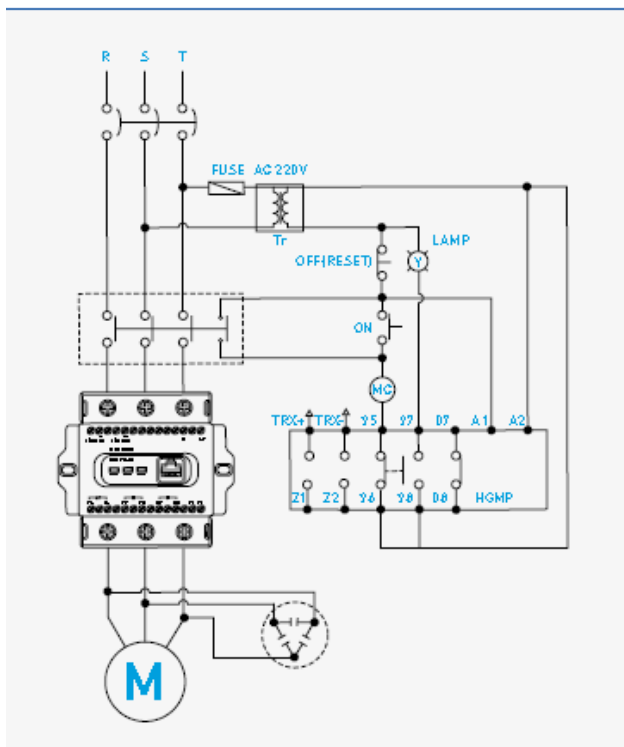 R S T
FUSE AC 220V
Tr
LAMP
OFF(RESET)
Y
ON
MC
TRX+ TRX- 95 97 07 A1 A2
Z1 Z2 96 98 08 HGMP
M